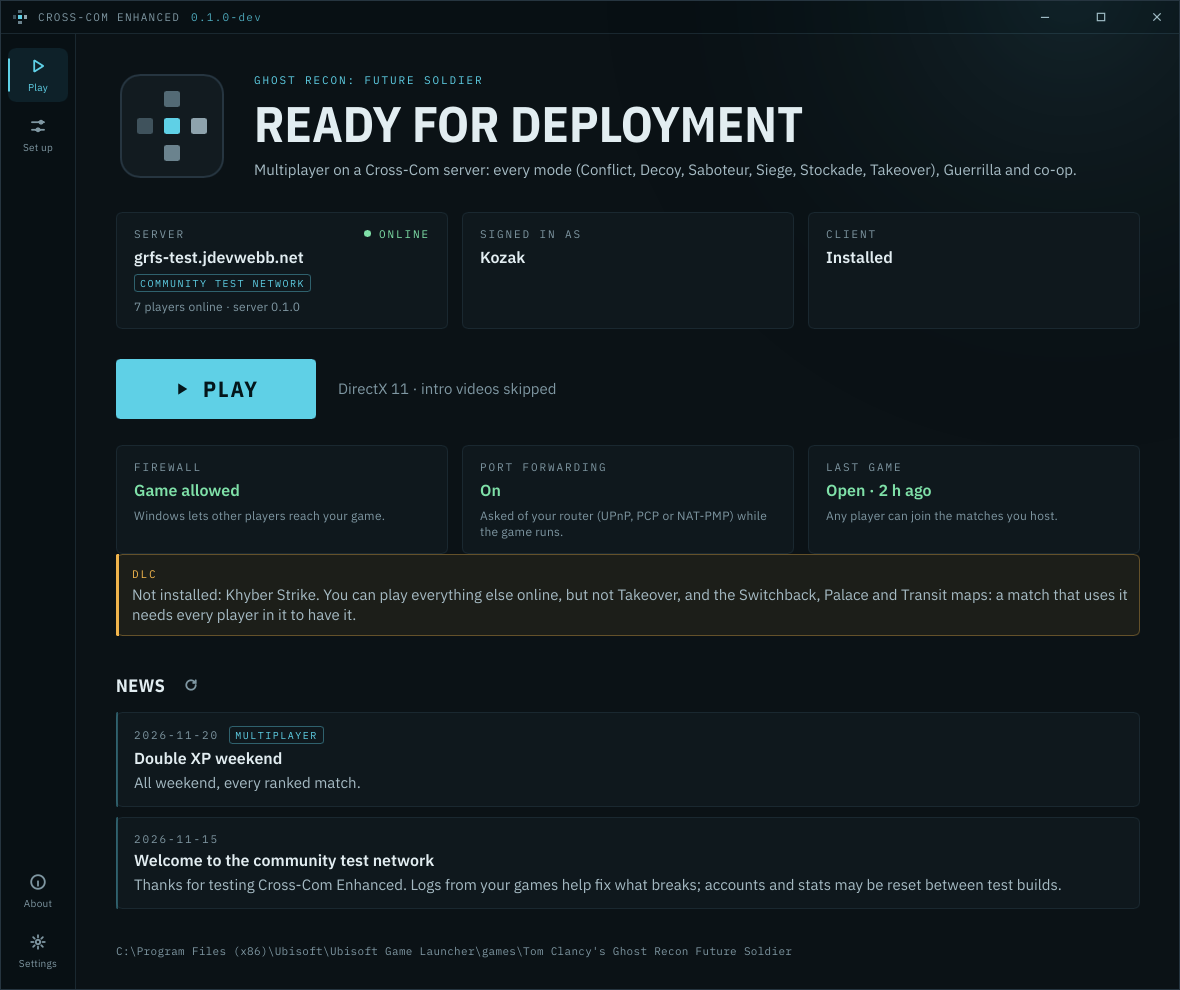 CROSS-COM ENHANCED 0.1.0-dev
Play
Set up
GHOST RECON: FUTURE SOLDIER
READY FOR DEPLOYMENT
Multiplayer on a Cross-Com server: every mode (Conflict, Decoy, Saboteur, Siege, Stockade, Takeover), Guerrilla and co-op.
SERVER
ONLINE
grfs-test.jdevwebb.net
COMMUNITY TEST NETWORK
7 players online · server 0.1.0
SIGNED IN AS
Kozak
CLIENT
Installed
PLAY
DirectX 11 · intro videos skipped
FIREWALL
Game allowed
Windows lets other players reach your game.
PORT FORWARDING
On
Asked of your router (UPnP, PCP or NAT-PMP) while
the game runs.
LAST GAME
Open · 2 h ago
Any player can join the matches you host.
DLC
Not installed: Khyber Strike. You can play everything else online, but not Takeover, and the Switchback, Palace and Transit maps: a match that uses it
needs every player in it to have it.
NEWS
2026-11-20 MULTIPLAYER
Double XP weekend
All weekend, every ranked match.
2026-11-15
Welcome to the community test network
Thanks for testing Cross-Com Enhanced. Logs from your games help fix what breaks; accounts and stats may be reset between test builds.
About
Settings
C:\Program Files (x86)\Ubisoft\Ubisoft Game Launcher\games\Tom Clancy's Ghost Recon Future Soldier